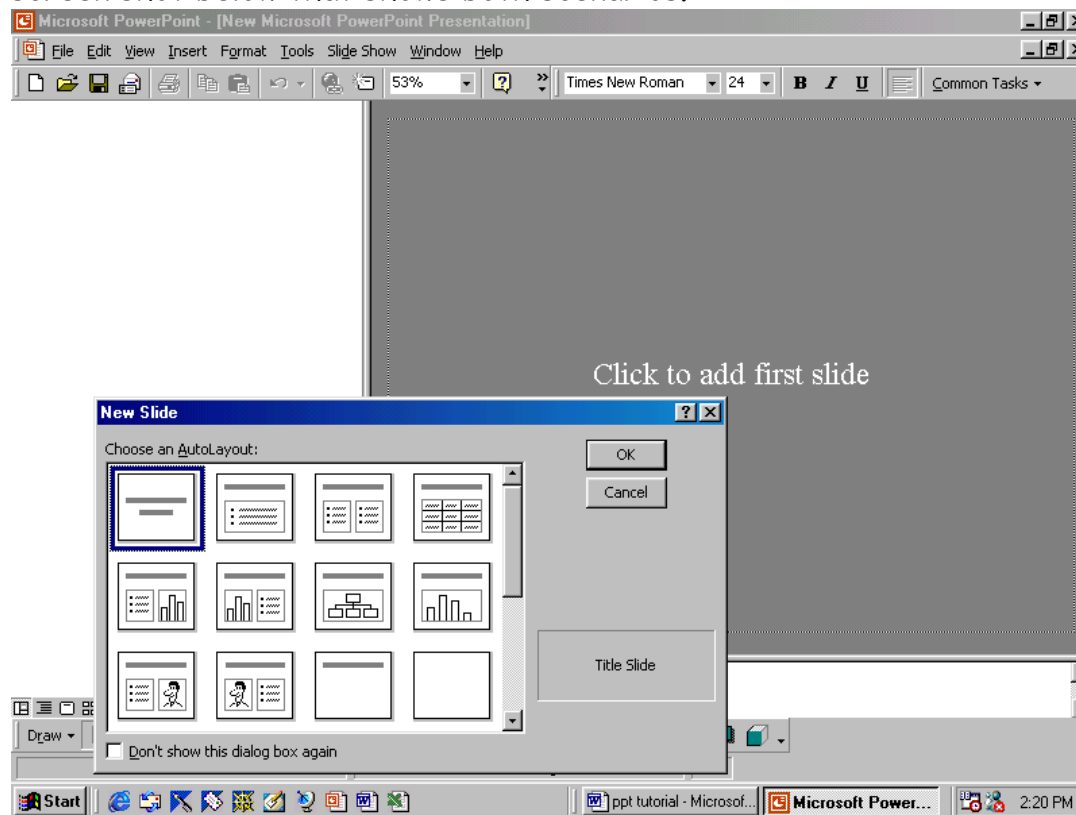 Microsoft PowerPoint - [New Microsoft PowerPoint Presentation]
File Edit View Insert Format Tools Slide Show Window Help
53% Times New Roman 24 B I U Common Tasks
Click to add first slide
New Slide
Choose an AutoLayout:
OK
Cancel
Title Slide
Don't show this dialog box again
Draw
Start ppt tutorial - Microsof... Microsoft Power... 2:20 PM